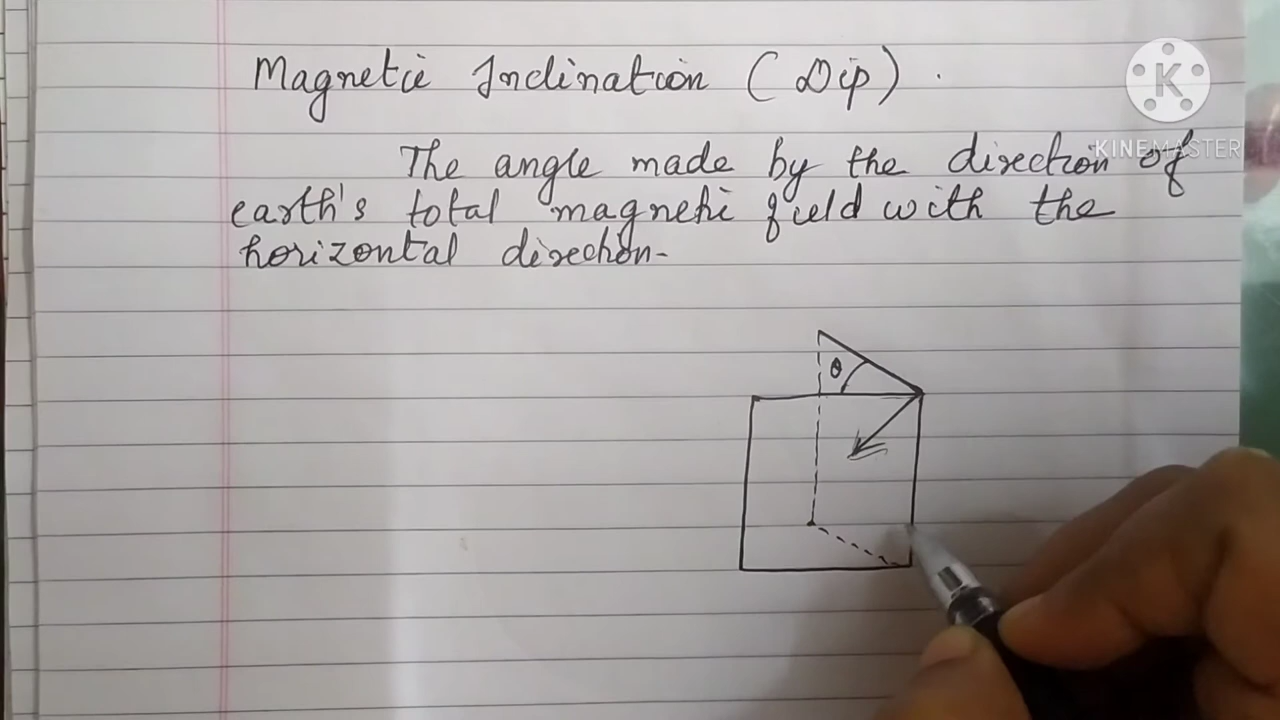 Magnetic Inclination (Dip).
K
KINEMASTER
The angle made by the direction of
earth's total magnetic field with the
horizontal direction-
θ